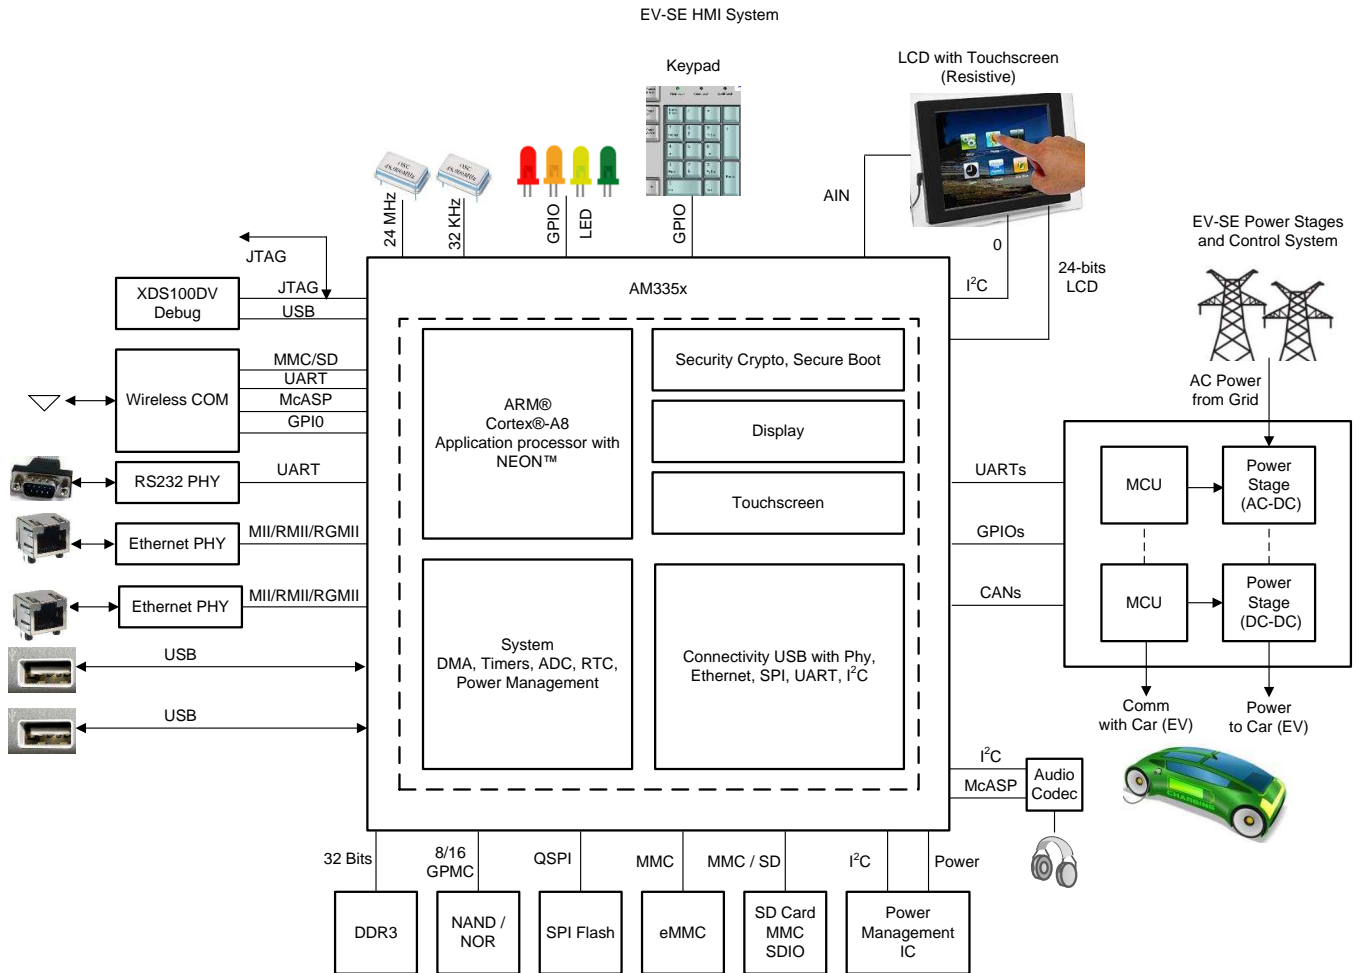 EV-SE HMI System
Keypad
LCD with Touchscreen
(Resistive)
24 MHz
32 KHz
GPIO
LED
GPIO
AIN
0
I²C
24-bits
LCD
EV-SE Power Stages
and Control System
JTAG
XDS100DV
Debug
JTAG
USB
AM335x
Wireless COM
MMC/SD
UART
McASP
GPI0
ARM®
Cortex®-A8
Application processor with
NEON™
Security Crypto, Secure Boot
Display
Touchscreen
AC Power
from Grid
RS232 PHY
UART
Ethernet PHY
MII/RMII/RGMII
Ethernet PHY
MII/RMII/RGMII
USB
USB
UARTs
GPIOs
CANs
MCU
Power
Stage
(AC-DC)
MCU
Power
Stage
(DC-DC)
System
DMA, Timers, ADC, RTC,
Power Management
Connectivity USB with Phy,
Ethernet, SPI, UART, I²C
Comm
with Car (EV)
Power
to Car (EV)
I²C
McASP
Audio
Codec
CHARGING
32 Bits
8/16
GPMC
QSPI
MMC
MMC / SD
I²C
Power
DDR3
NAND /
NOR
SPI Flash
eMMC
SD Card
MMC
SDIO
Power
Management
IC